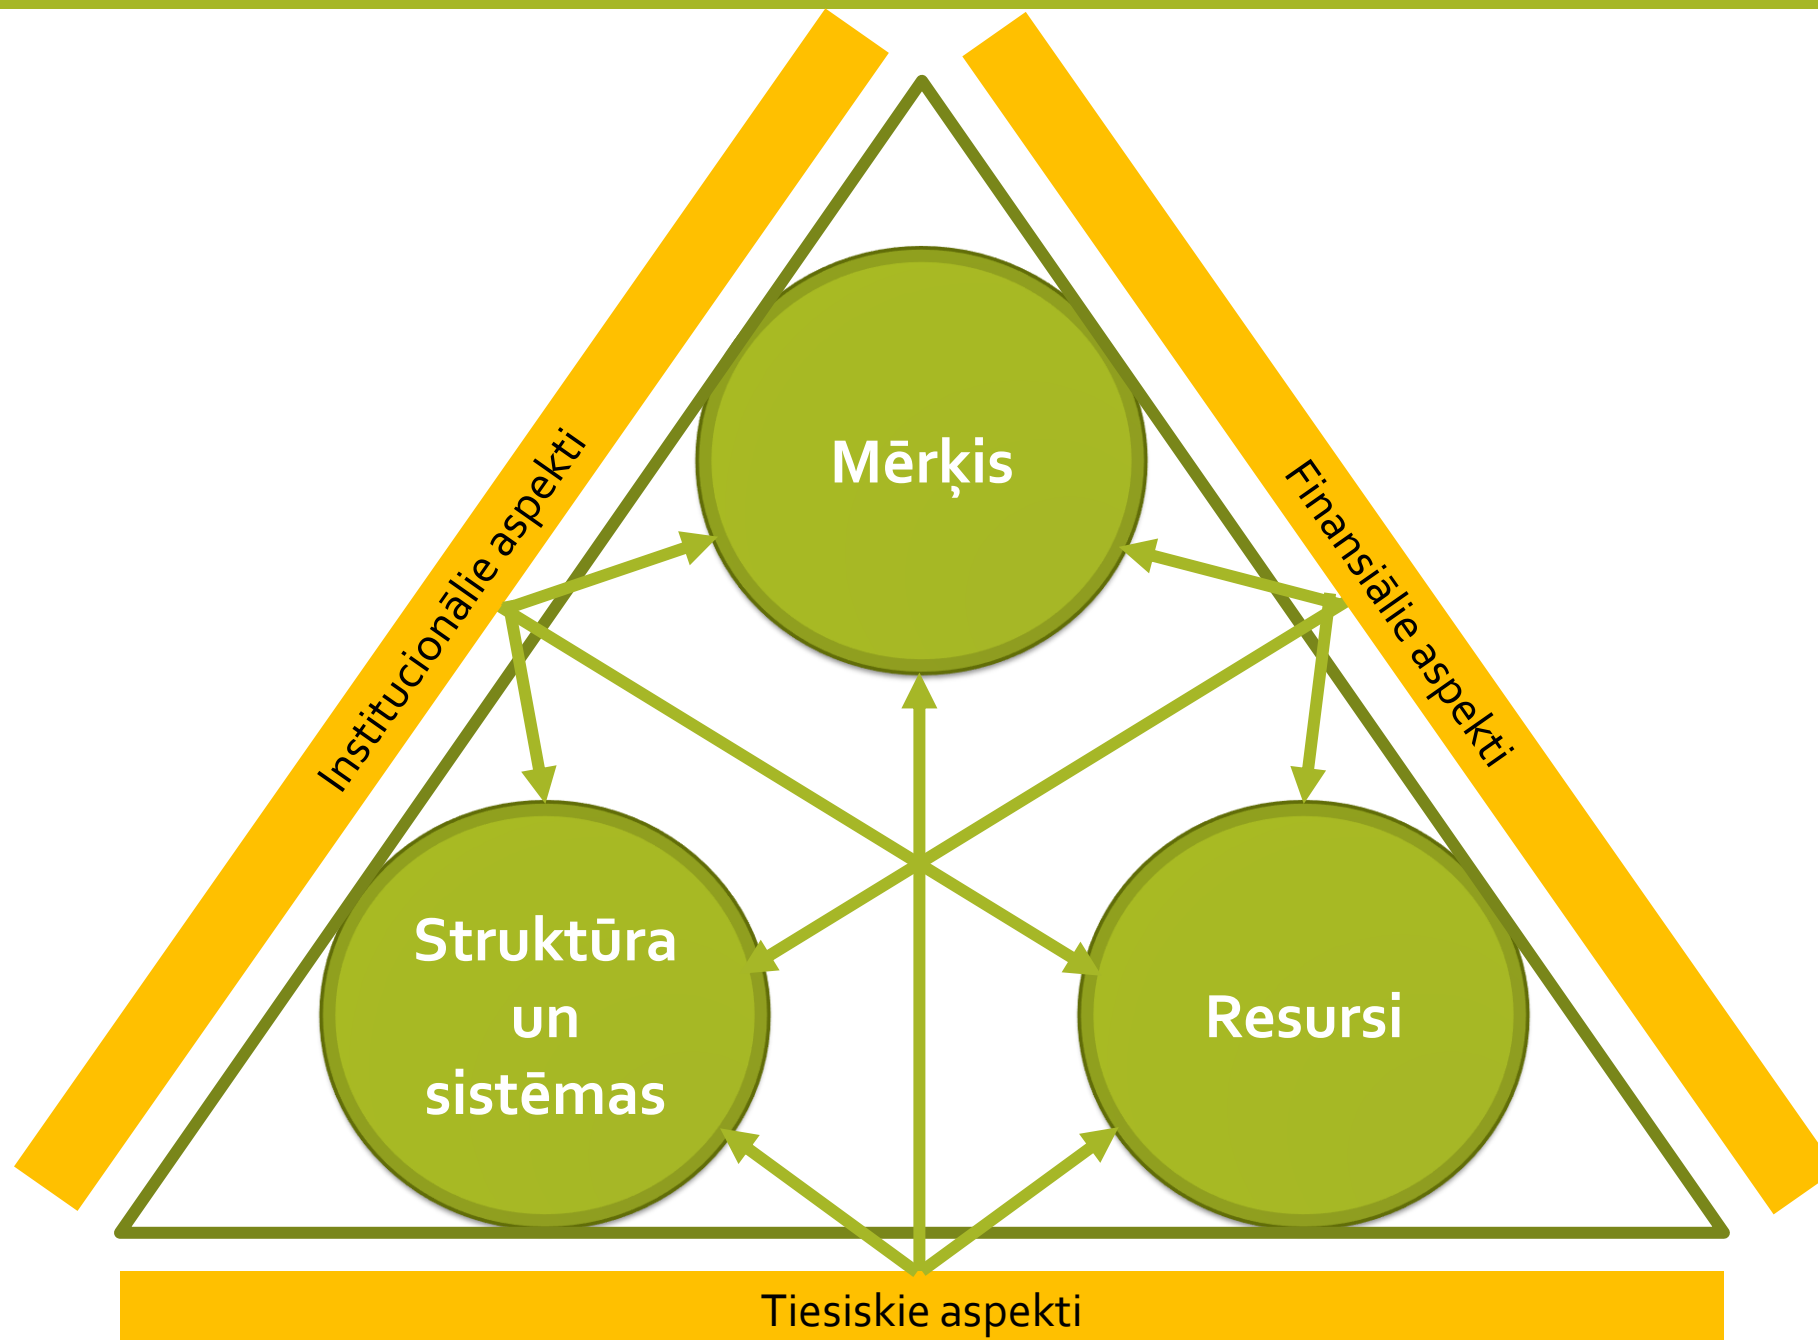 Mērķis
Institucionālie aspekti
Finansiālie aspekti
Struktūra
un
sistēmas
Resursi
Tiesiskie aspekti